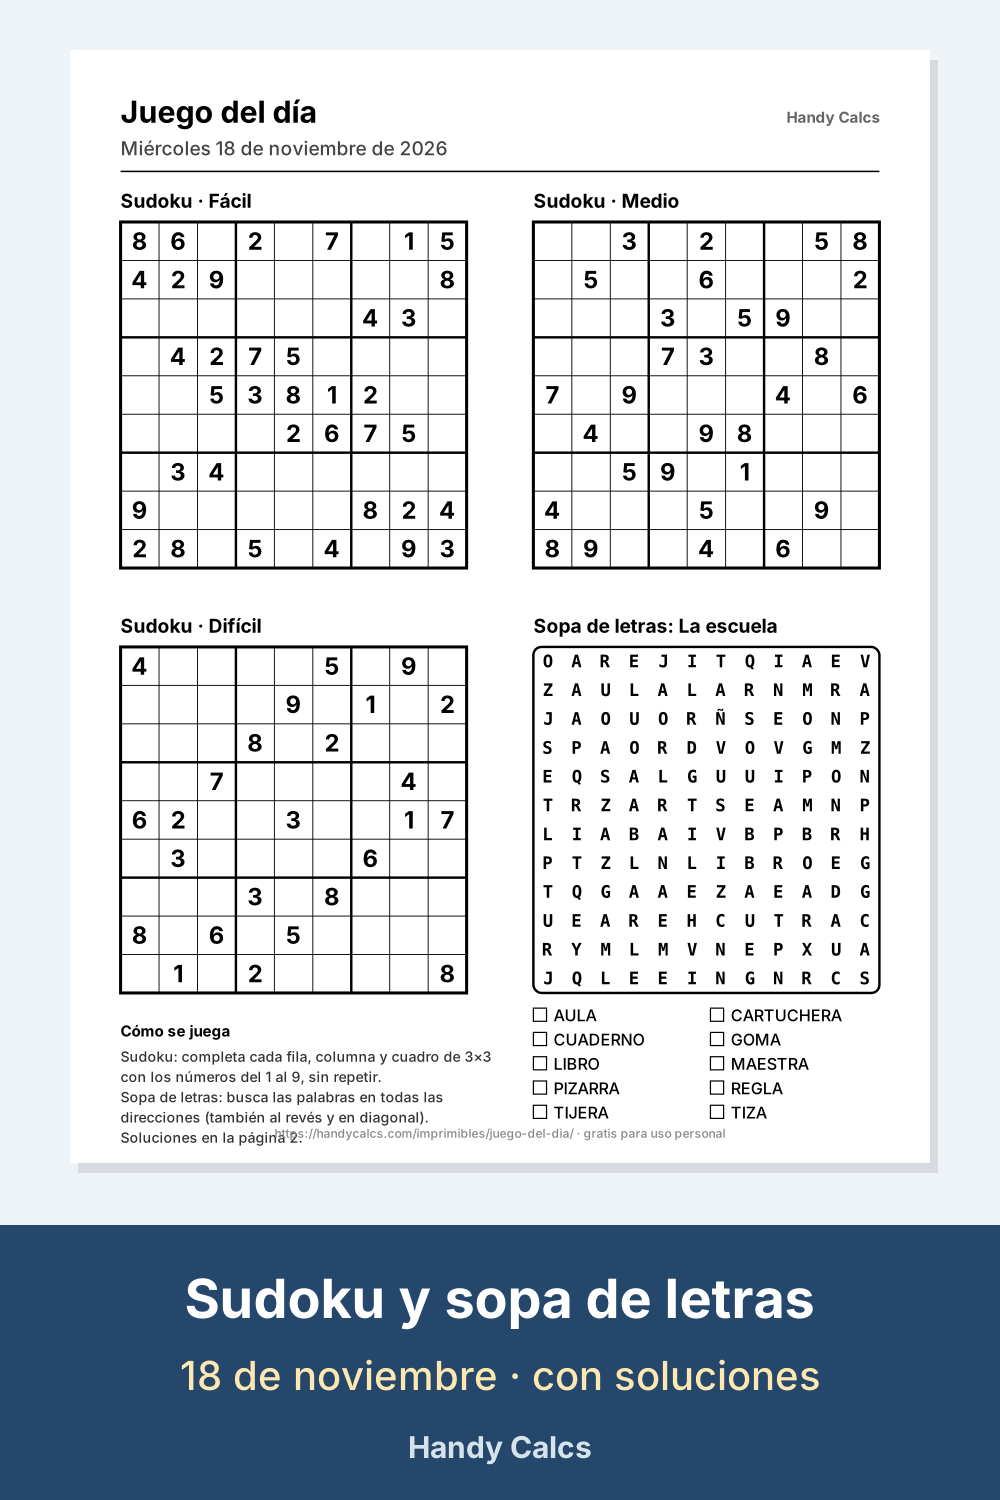 Juego del día
Handy Calcs
Miércoles 18 de noviembre de 2026
Sudoku · Fácil
8 6 2 7 1 5
4 2 9 8
4 3
4 2 7 5
5 3 8 1 2
2 6 7 5
3 4
9 8 2 4
2 8 5 4 9 3
Sudoku · Medio
3 2 5 8
5 6 2
3 5 9
7 3 8
7 9 4 6
4 9 8
5 9 1
4 5 9
8 9 4 6
Sudoku · Difícil
4 5 9
9 1 2
8 2
7 4
6 2 3 1 7
3 6
3 8
8 6 5
1 2 8
Sopa de letras: La escuela
O A R E J I T Q I A E V
Z A U L A L A R N M R A
J A O U O R Ñ S E O N P
S P A O R D V O V G M Z
E Q S A L G U U I P O N
T R Z A R T S E A M N P
L I A B A I V B P B R H
P T Z L N L I B R O E G
T Q G A A E Z A E A D G
U E A R E H C U T R A C
R Y M L M V N E P X U A
J Q L E E I N G N R C S
AULA
CARTUCHERA
CUADERNO
GOMA
LIBRO
MAESTRA
PIZARRA
REGLA
TIJERA
TIZA
Cómo se juega
Sudoku: completa cada fila, columna y cuadro de 3×3
con los números del 1 al 9, sin repetir.
Sopa de letras: busca las palabras en todas las
direcciones (también al revés y en diagonal).
Soluciones en la página 2.
https://handycalcs.com/imprimibles/juego-del-dia/ · gratis para uso personal
Sudoku y sopa de letras
18 de noviembre · con soluciones
Handy Calcs